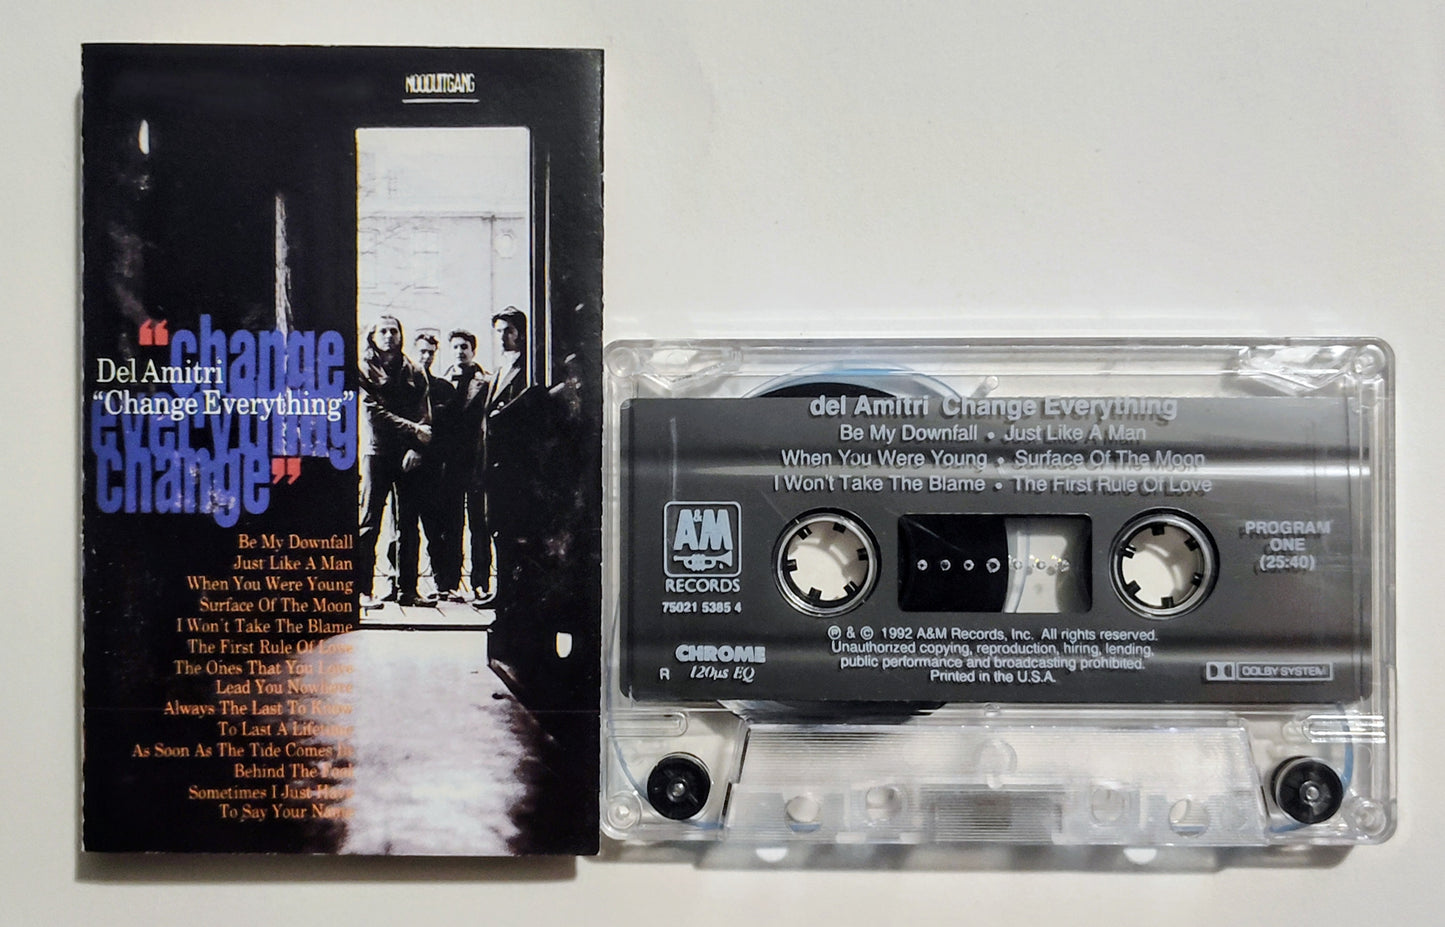 NOODUITGANG
“change
everything
change”
Del Amitri
“Change Everything”
Be My Downfall
Just Like A Man
When You Were Young
Surface Of The Moon
I Won't Take The Blame
The First Rule Of Love
The Ones That You Love
Lead You Nowhere
Always The Last To Know
To Last A Lifetime
As Soon As The Tide Comes In
Behind The Fool
Sometimes I Just Have
To Say Your Name
del Amitri Change Everything
Be My Downfall • Just Like A Man
When You Were Young • Surface Of The Moon
I Won't Take The Blame • The First Rule Of Love
A&M
RECORDS
75021 5385 4
PROGRAM
ONE
(25:40)
CHROME
120µs EQ
A
℗ & © 1992 A&M Records, Inc. All rights reserved.
Unauthorized copying, reproduction, hiring, lending,
public performance and broadcasting prohibited.
Printed in the U.S.A.
DOLBY SYSTEM